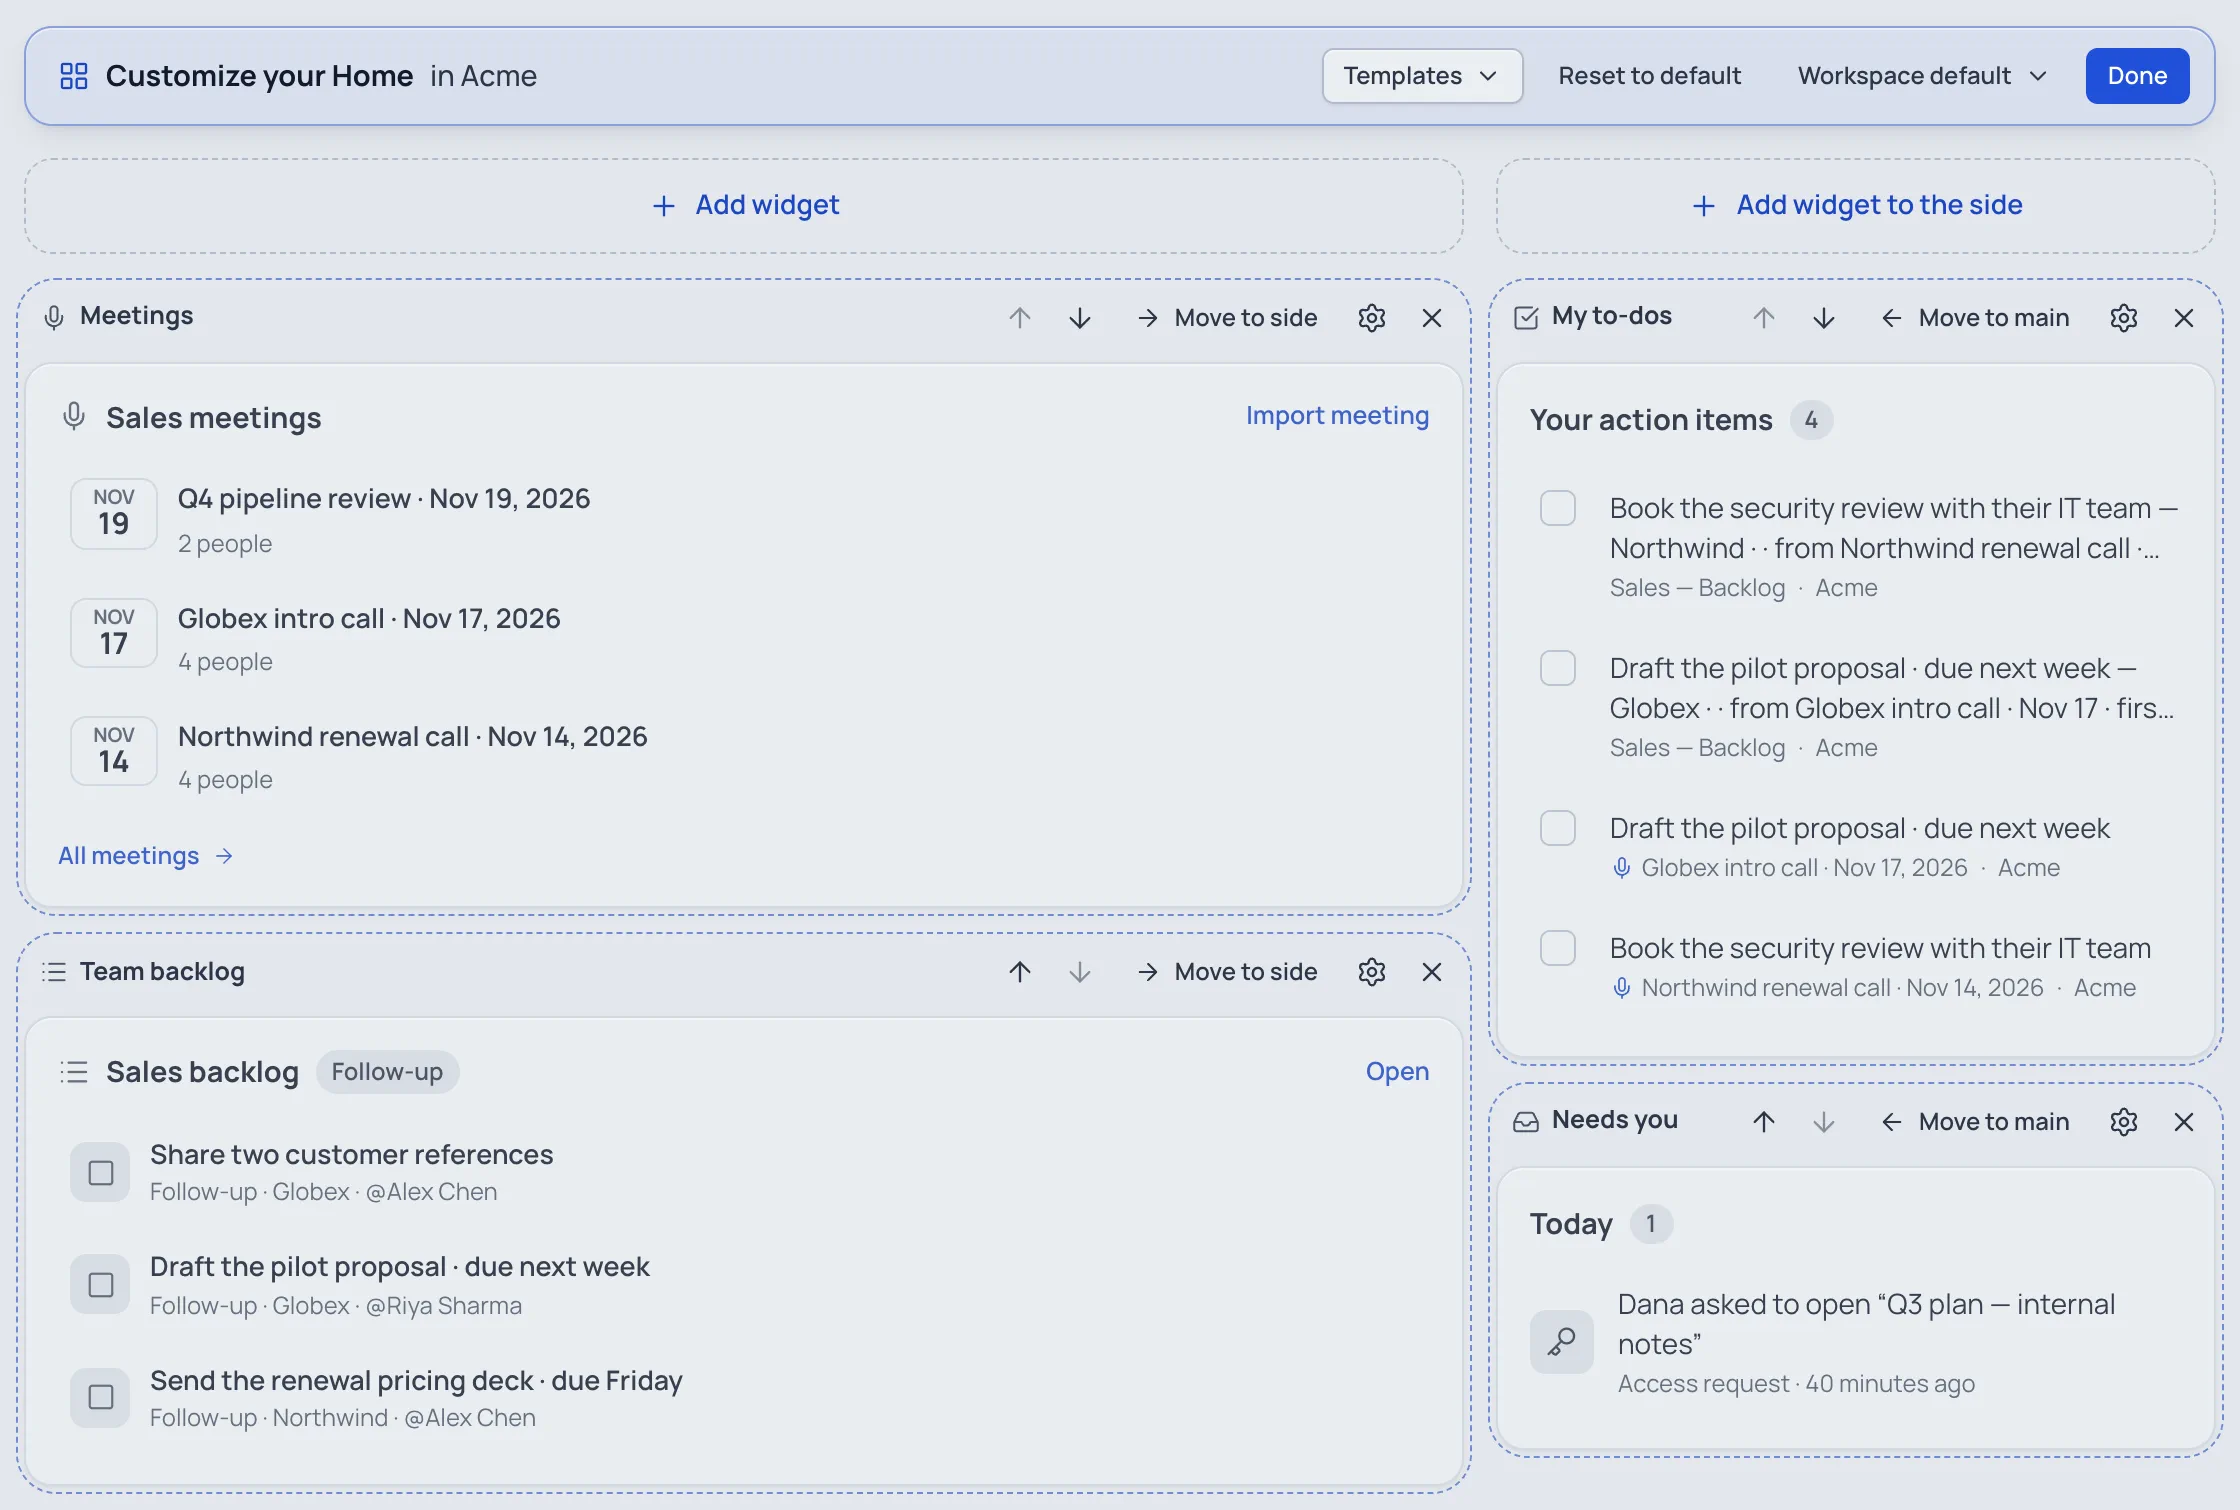 Customize your Home in Acme
Templates
Reset to default
Workspace default
Done
+ Add widget
+ Add widget to the side
Meetings
Move to side
Sales meetings
Import meeting
NOV
19
Q4 pipeline review · Nov 19, 2026
2 people
NOV
17
Globex intro call · Nov 17, 2026
4 people
NOV
14
Northwind renewal call · Nov 14, 2026
4 people
All meetings →
Team backlog
Move to side
Sales backlog
Follow-up
Open
Share two customer references
Follow-up · Globex · @Alex Chen
Draft the pilot proposal · due next week
Follow-up · Globex · @Riya Sharma
Send the renewal pricing deck · due Friday
Follow-up · Northwind · @Alex Chen
My to-dos
Move to main
Your action items 4
Book the security review with their IT team —
Northwind · · from Northwind renewal call ·...
Sales — Backlog · Acme
Draft the pilot proposal · due next week —
Globex · · from Globex intro call · Nov 17 · firs...
Sales — Backlog · Acme
Draft the pilot proposal · due next week
Globex intro call · Nov 17, 2026 · Acme
Book the security review with their IT team
Northwind renewal call · Nov 14, 2026 · Acme
Needs you
Move to main
Today 1
Dana asked to open “Q3 plan — internal
notes”
Access request · 40 minutes ago